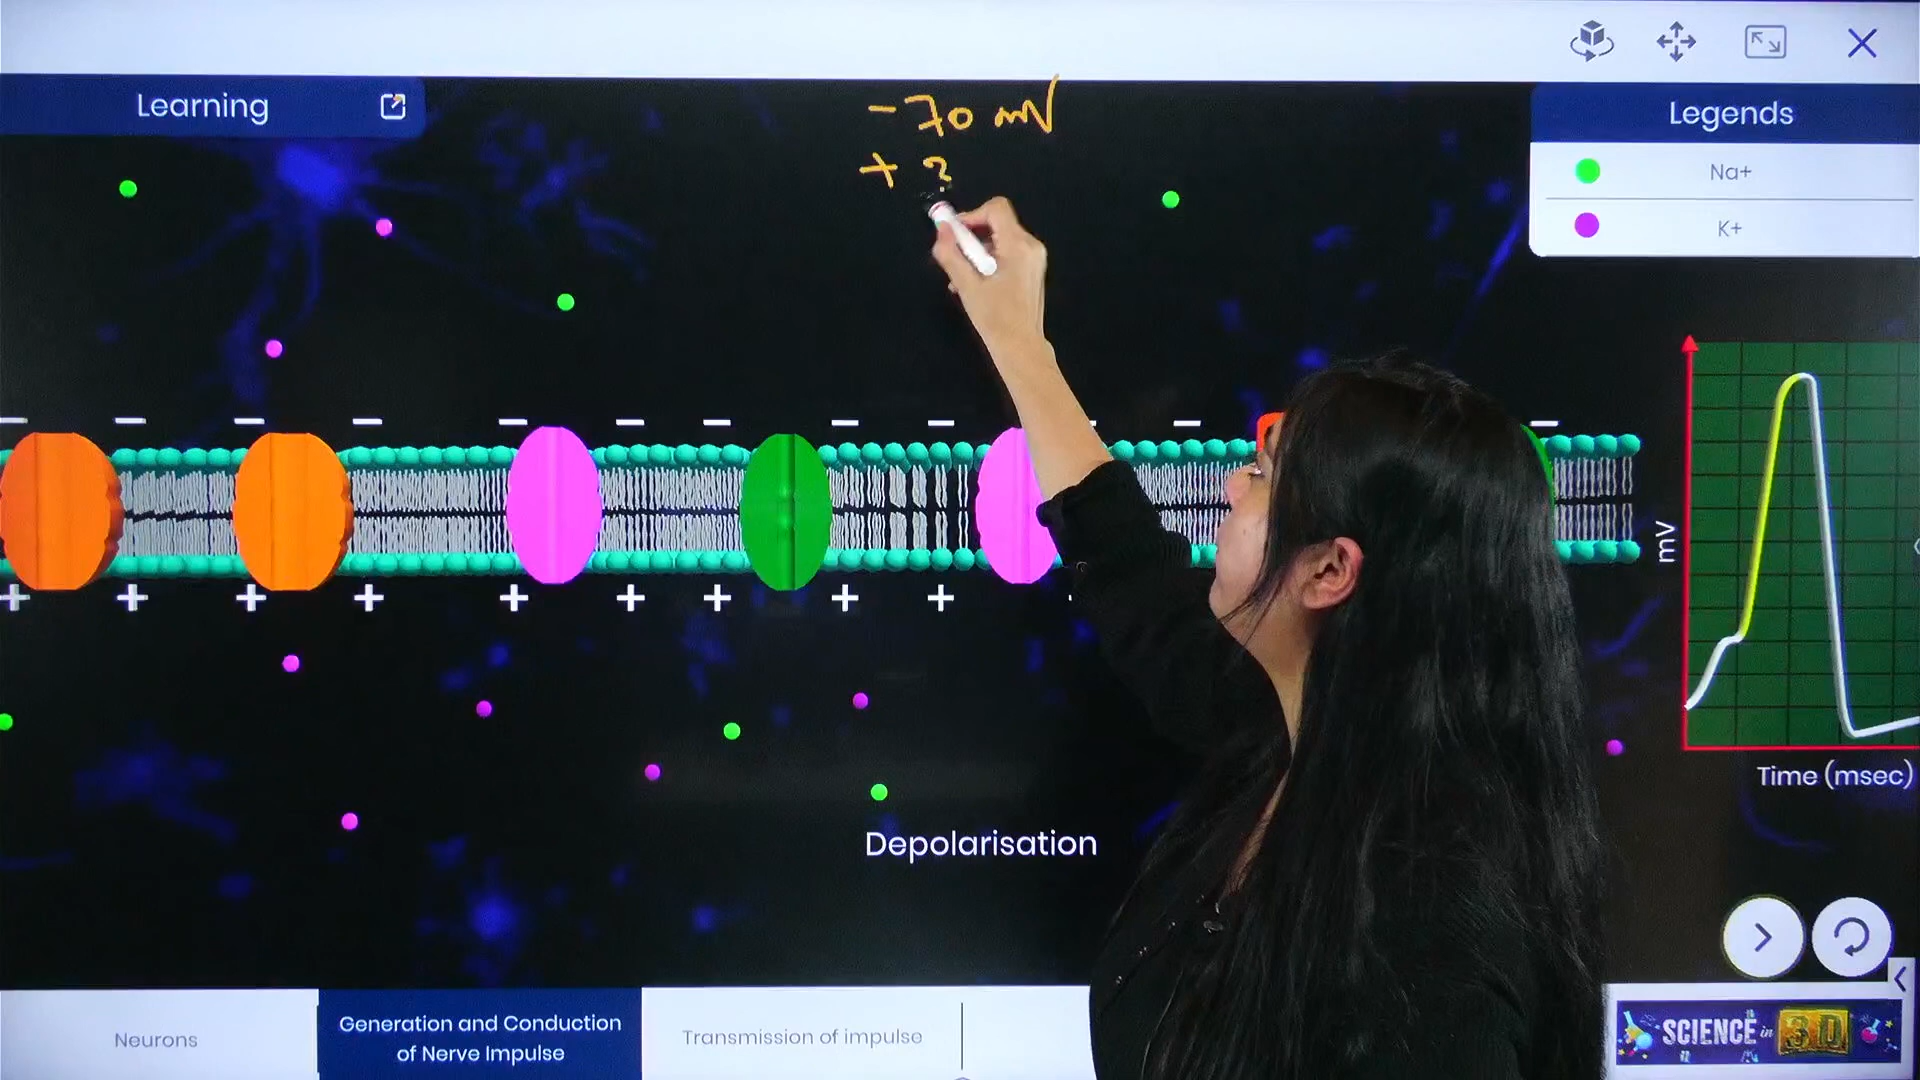 Learning
- 70 mV
+ ?
Legends
Na+
K+
− − − − − − − − − − −
+ + + + + + + + +
mV
Time (msec)
Depolarisation
Neurons
Generation and Conduction
of Nerve Impulse
Transmission of impulse
SCIENCE in 3D